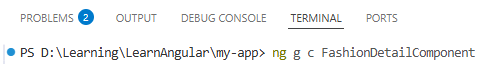 PROBLEMS 2 OUTPUT DEBUG CONSOLE TERMINAL PORTS
PS D:\Learning\LearnAngular\my-app> ng g c FashionDetailComponent